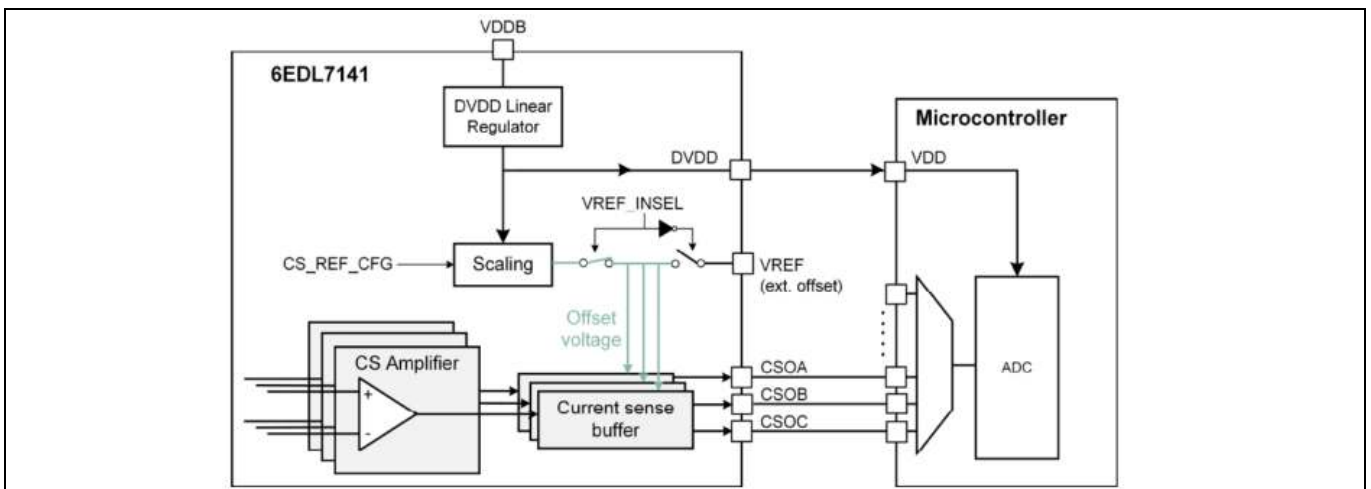 VDDB
6EDL7141
DVDD Linear
Regulator
Microcontroller
DVDD
VDD
VREF_INSEL
CS_REF_CFG
Scaling
VREF
(ext. offset)
Offset
voltage
CS Amplifier
+
-
Current sense
buffer
CSOA
CSOB
CSOC
ADC